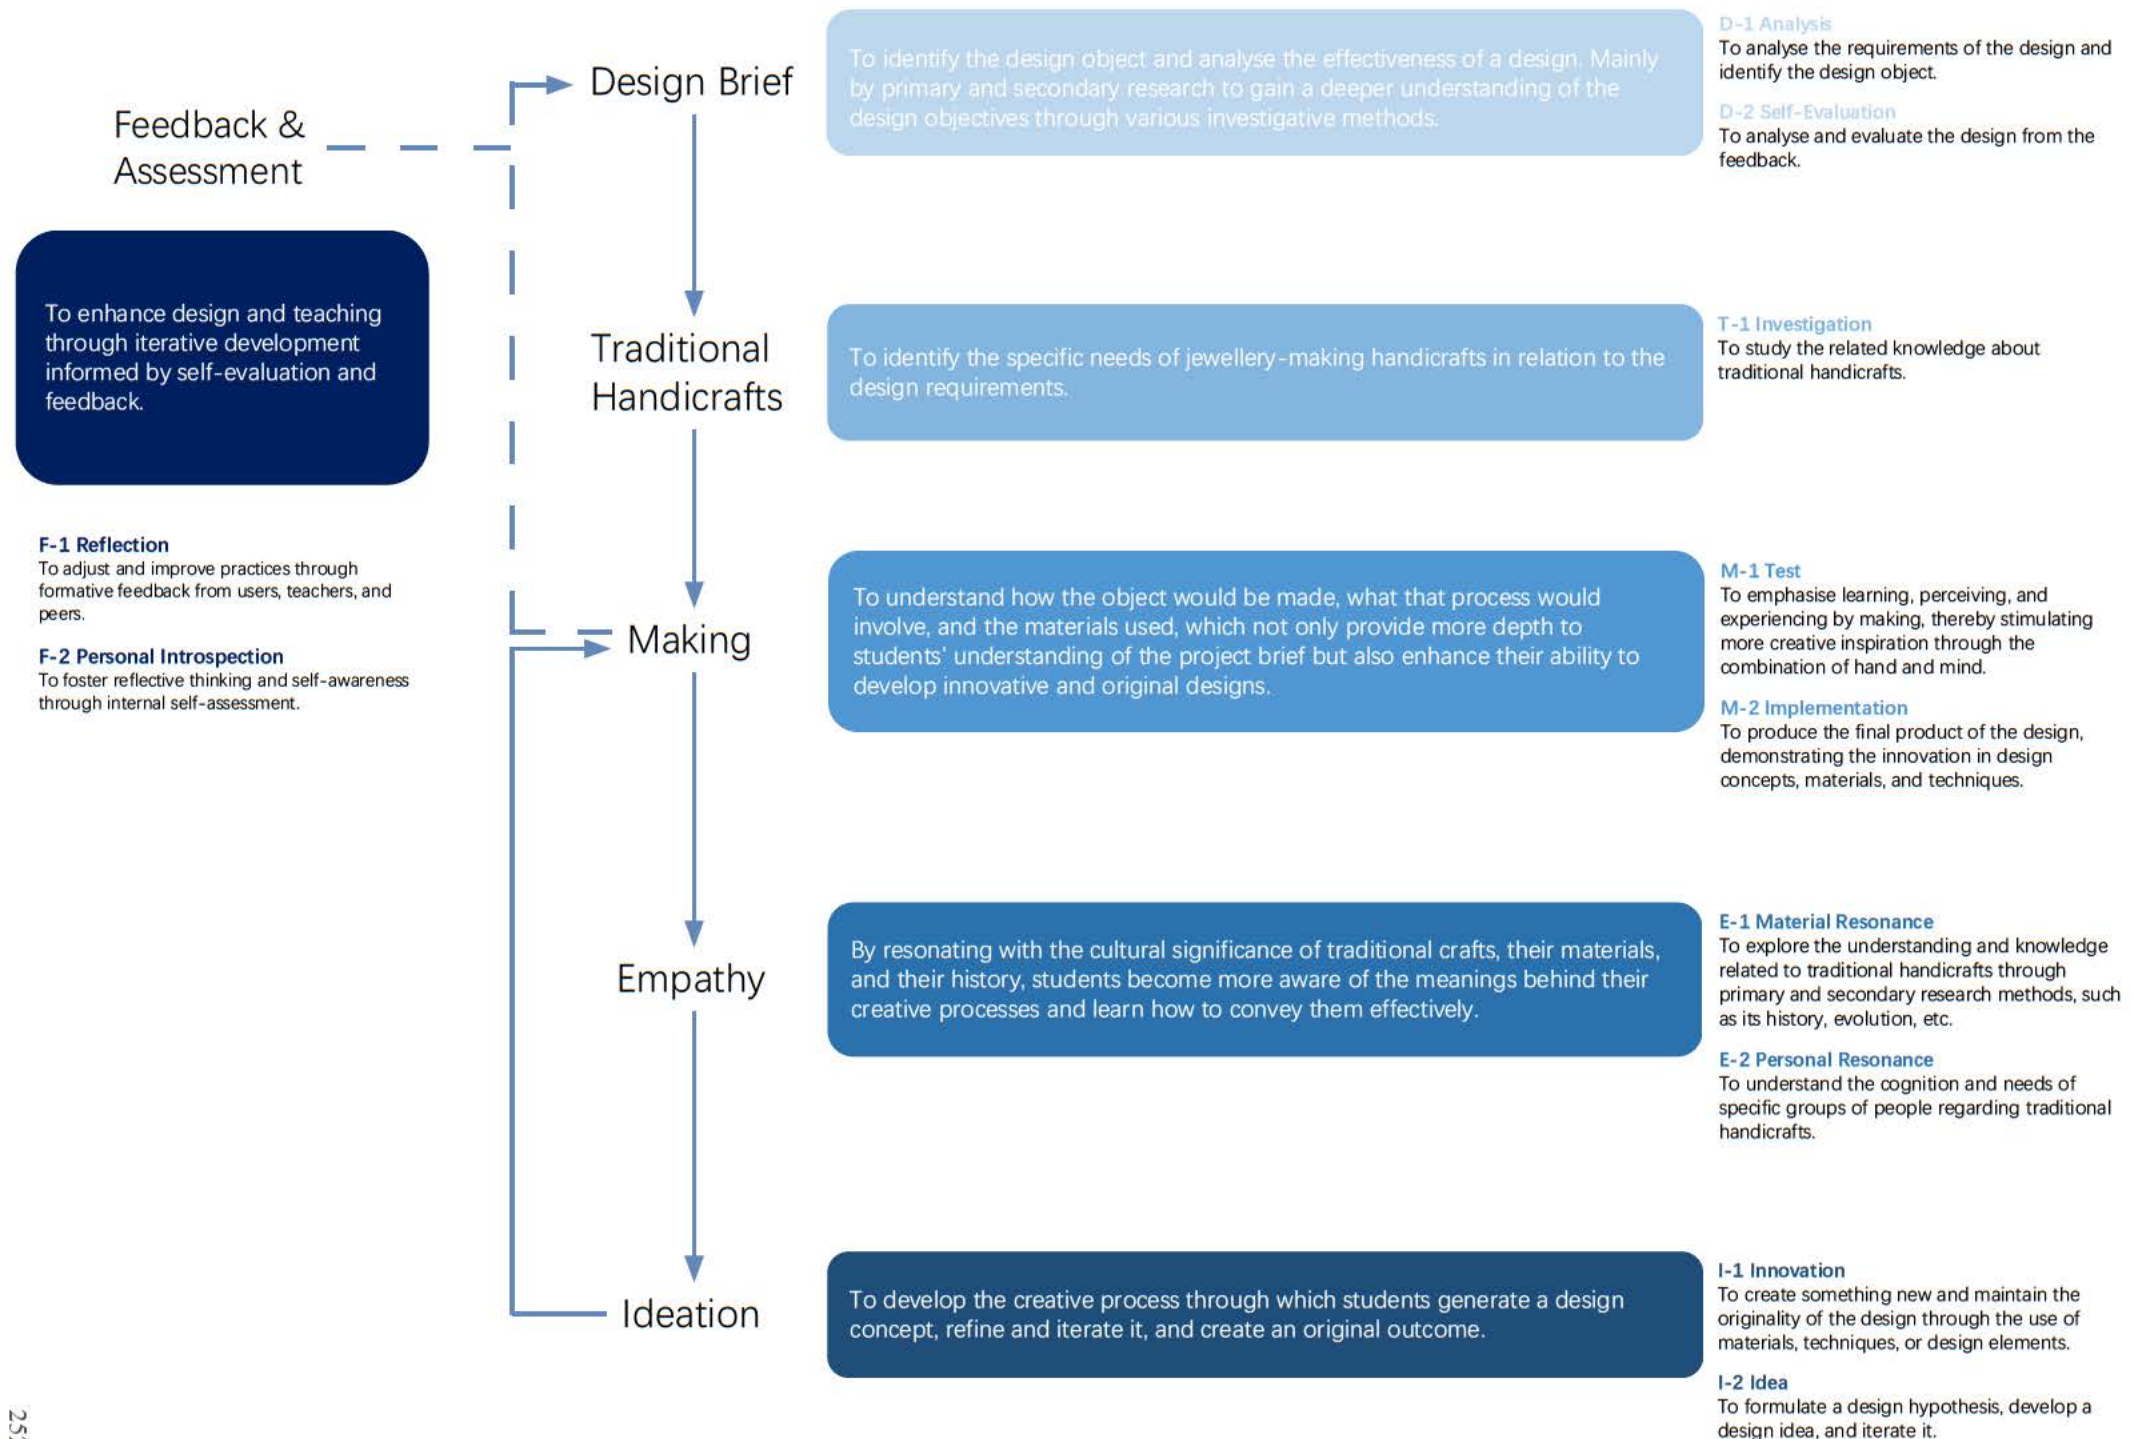 Feedback &
Assessment
To enhance design and teaching
through iterative development
informed by self-evaluation and
feedback.
F-1 Reflection
To adjust and improve practices through
formative feedback from users, teachers, and
peers.
F-2 Personal Introspection
To foster reflective thinking and self-awareness
through internal self-assessment.
Design Brief
To identify the design object and analyse the effectiveness of a design. Mainly
by primary and secondary research to gain a deeper understanding of the
design objectives through various investigative methods.
D-1 Analysis
To analyse the requirements of the design and
identify the design object.
D-2 Self-Evaluation
To analyse and evaluate the design from the
feedback.
Traditional
Handicrafts
To identify the specific needs of jewellery-making handicrafts in relation to the
design requirements.
T-1 Investigation
To study the related knowledge about
traditional handicrafts.
Making
To understand how the object would be made, what that process would
involve, and the materials used, which not only provide more depth to
students' understanding of the project brief but also enhance their ability to
develop innovative and original designs.
M-1 Test
To emphasise learning, perceiving, and
experiencing by making, thereby stimulating
more creative inspiration through the
combination of hand and mind.
M-2 Implementation
To produce the final product of the design,
demonstrating the innovation in design
concepts, materials, and techniques.
Empathy
By resonating with the cultural significance of traditional crafts, their materials,
and their history, students become more aware of the meanings behind their
creative processes and learn how to convey them effectively.
E-1 Material Resonance
To explore the understanding and knowledge
related to traditional handicrafts through
primary and secondary research methods, such
as its history, evolution, etc.
E-2 Personal Resonance
To understand the cognition and needs of
specific groups of people regarding traditional
handicrafts.
Ideation
To develop the creative process through which students generate a design
concept, refine and iterate it, and create an original outcome.
I-1 Innovation
To create something new and maintain the
originality of the design through the use of
materials, techniques, or design elements.
I-2 Idea
To formulate a design hypothesis, develop a
design idea, and iterate it.